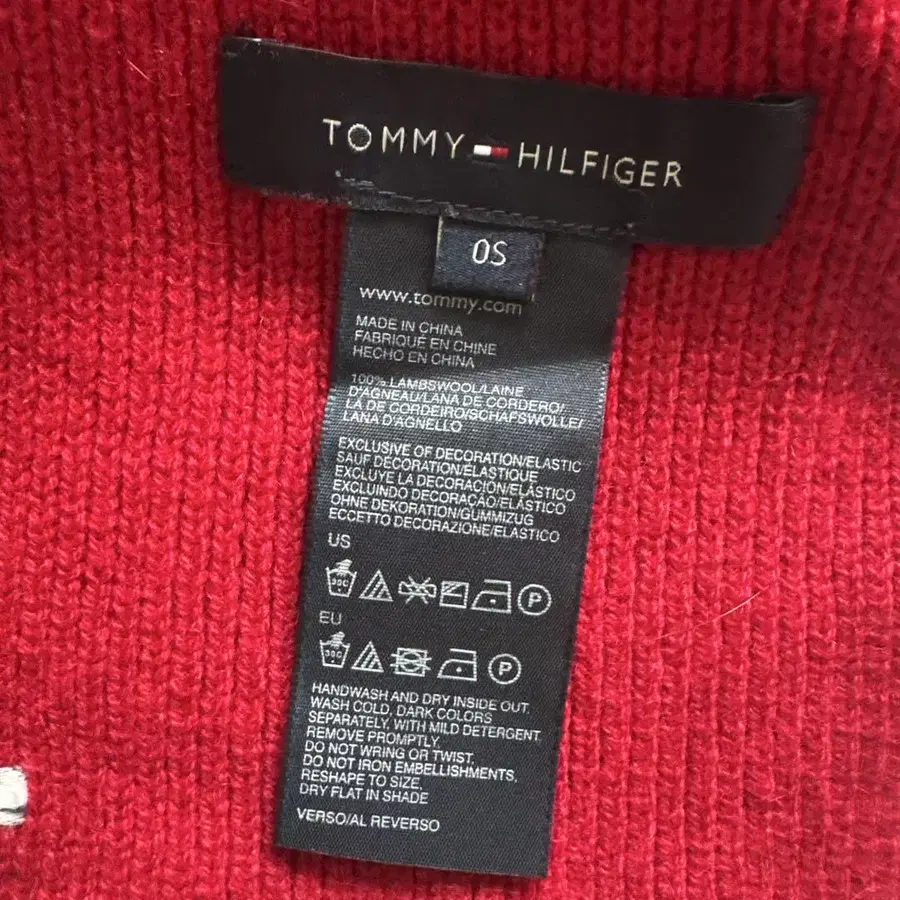 TOMMY HILFIGER
OS
www.tommy.com
MADE IN CHINA
FABRIQUÉ EN CHINE
HECHO EN CHINA
100% LAMBSWOOL/LAINE
D'AGNEAU/LANA DE CORDERO/
LÃ DE CORDEIRO/SCHAFSWOLLE/
LANA D'AGNELLO
EXCLUSIVE OF DECORATION/ELASTIC
SAUF DÉCORATION/ÉLASTIQUE
EXCLUYE LA DECORACIÓN/ELÁSTICO
EXCLUINDO DECORAÇÃO/ELÁSTICO
OHNE DEKORATION/GUMMIZUG
ECCETTO DECORAZIONE/ELASTICO
US
30C P
EU
30C P
HANDWASH AND DRY INSIDE OUT.
WASH COLD, DARK COLORS
SEPARATELY, WITH MILD DETERGENT.
REMOVE PROMPTLY.
DO NOT WRING OR TWIST.
DO NOT IRON EMBELLISHMENTS.
RESHAPE TO SIZE.
DRY FLAT IN SHADE
VERSO/AL REVERSO